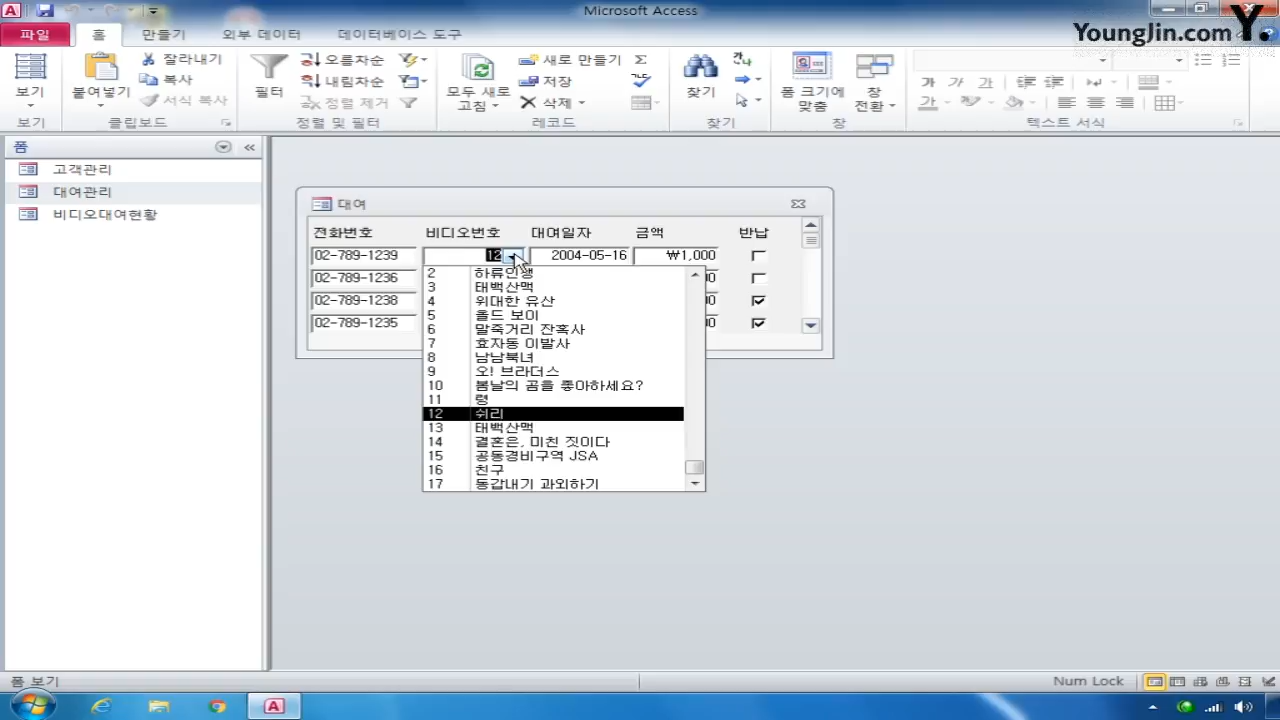 Microsoft Access
YoungJin.com Y.
파일 홈 만들기 외부 데이터 데이터베이스 도구
보기
붙여넣기
잘라내기
복사
서식 복사
필터
오름차순
내림차순
정렬 제거
모두 새로
고침
새로 만들기
저장
삭제
찾기
폼 크기에
맞춤
창
전환
가 가 가
가
보기 클립보드 정렬 및 필터 레코드 찾기 창 텍스트 서식
폼
고객관리
대여관리
비디오대여현황
대여
전화번호 비디오번호 대여일자 금액 반납
02-789-1239 12 2004-05-16 ₩1,000
02-789-1236
02-789-1238
02-789-1235
2 하류인생
3 태백산맥
4 위대한 유산
5 올드 보이
6 말죽거리 잔혹사
7 효자동 이발사
8 남남북녀
9 오! 브라더스
10 봄날의 곰을 좋아하세요?
11 령
12 쉬리
13 태백산맥
14 결혼은, 미친 짓이다
15 공동경비구역 JSA
16 친구
17 동갑내기 과외하기
폼 보기 Num Lock